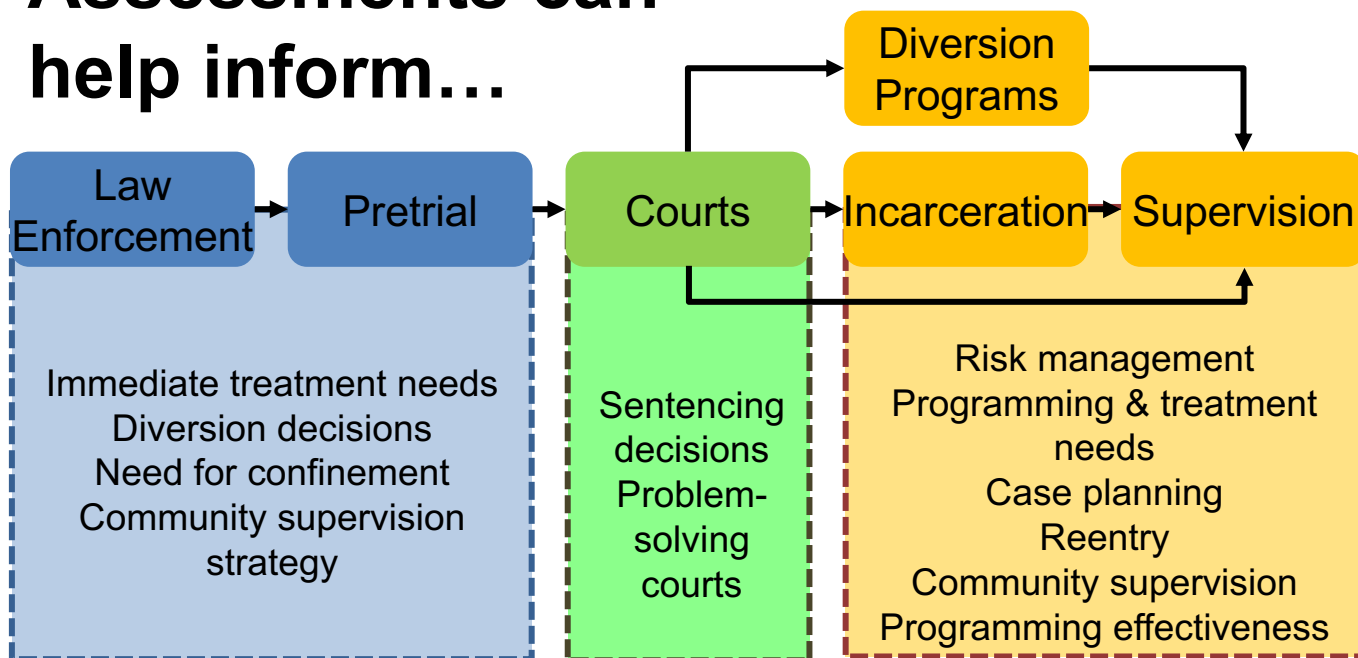 Assessments can
help inform…
Diversion
Programs
Law
Enforcement
Pretrial
Courts
Incarceration
Supervision
Immediate treatment needs
Diversion decisions
Need for confinement
Community supervision
strategy
Sentencing
decisions
Problem-
solving
courts
Risk management
Programming & treatment
needs
Case planning
Reentry
Community supervision
Programming effectiveness